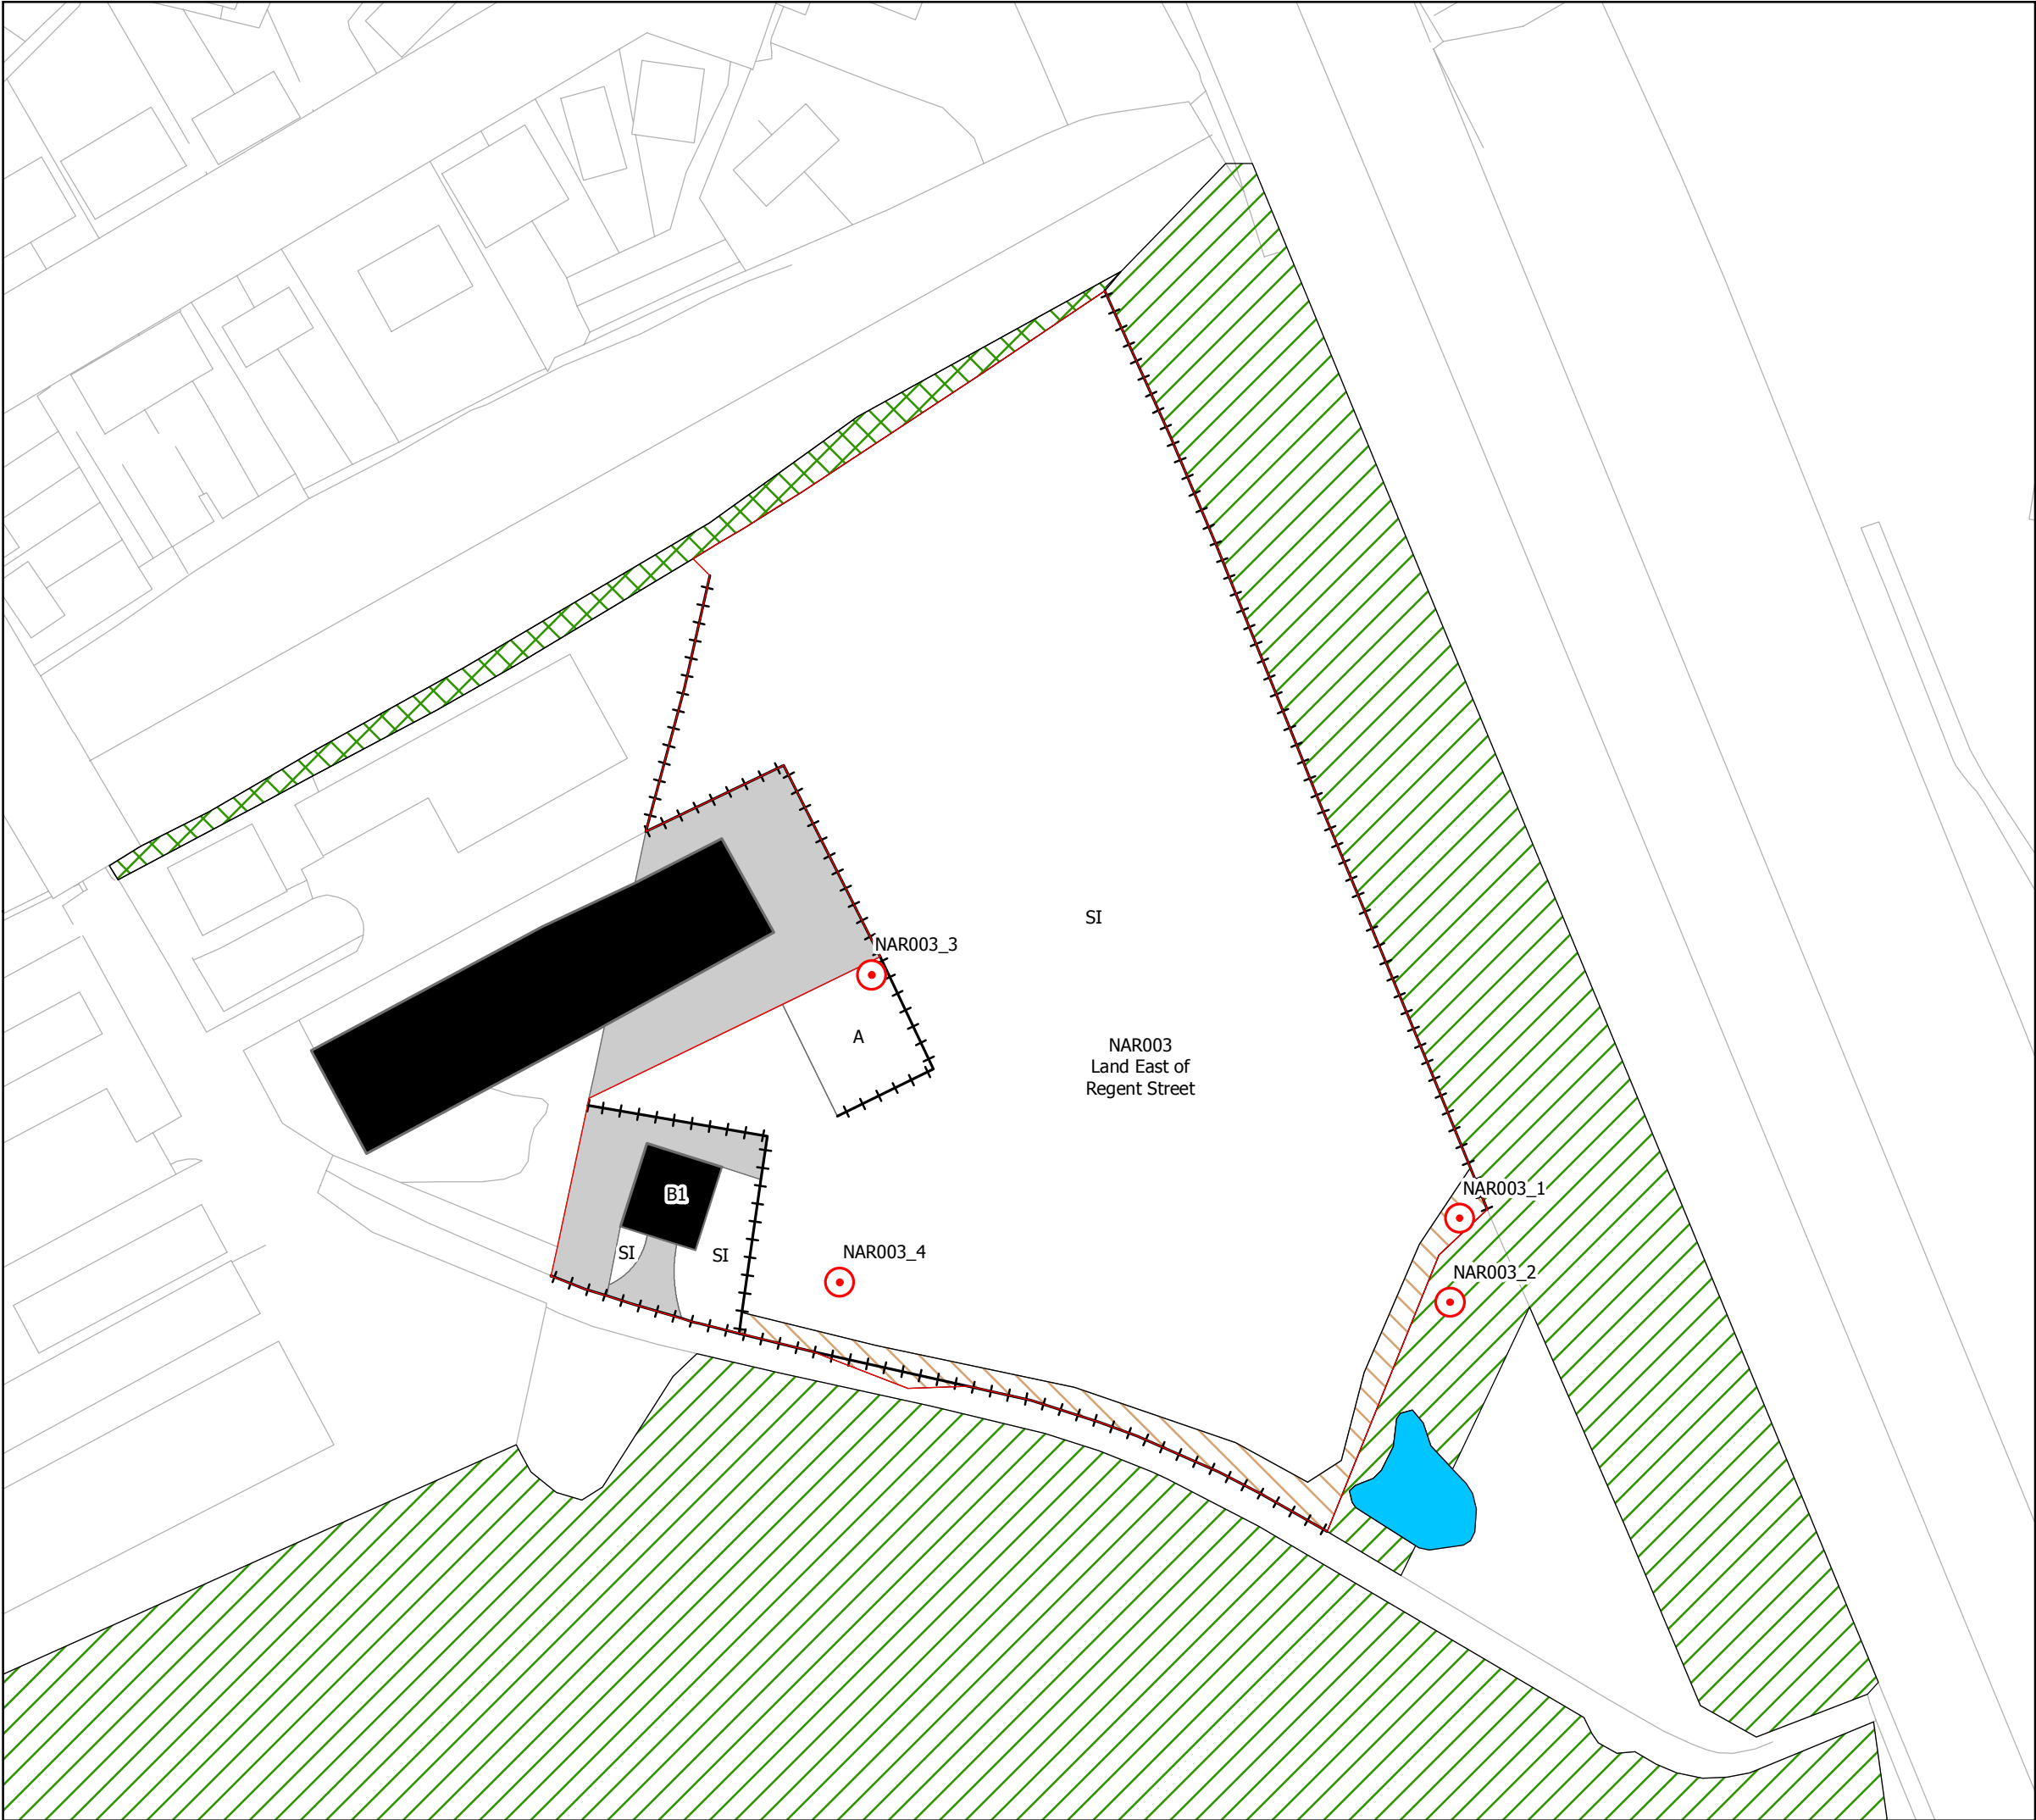 SI
NAR003_3
A
NAR003
Land East of
Regent Street
NAR003_1
B1
SI
SI
NAR003_4
NAR003_2